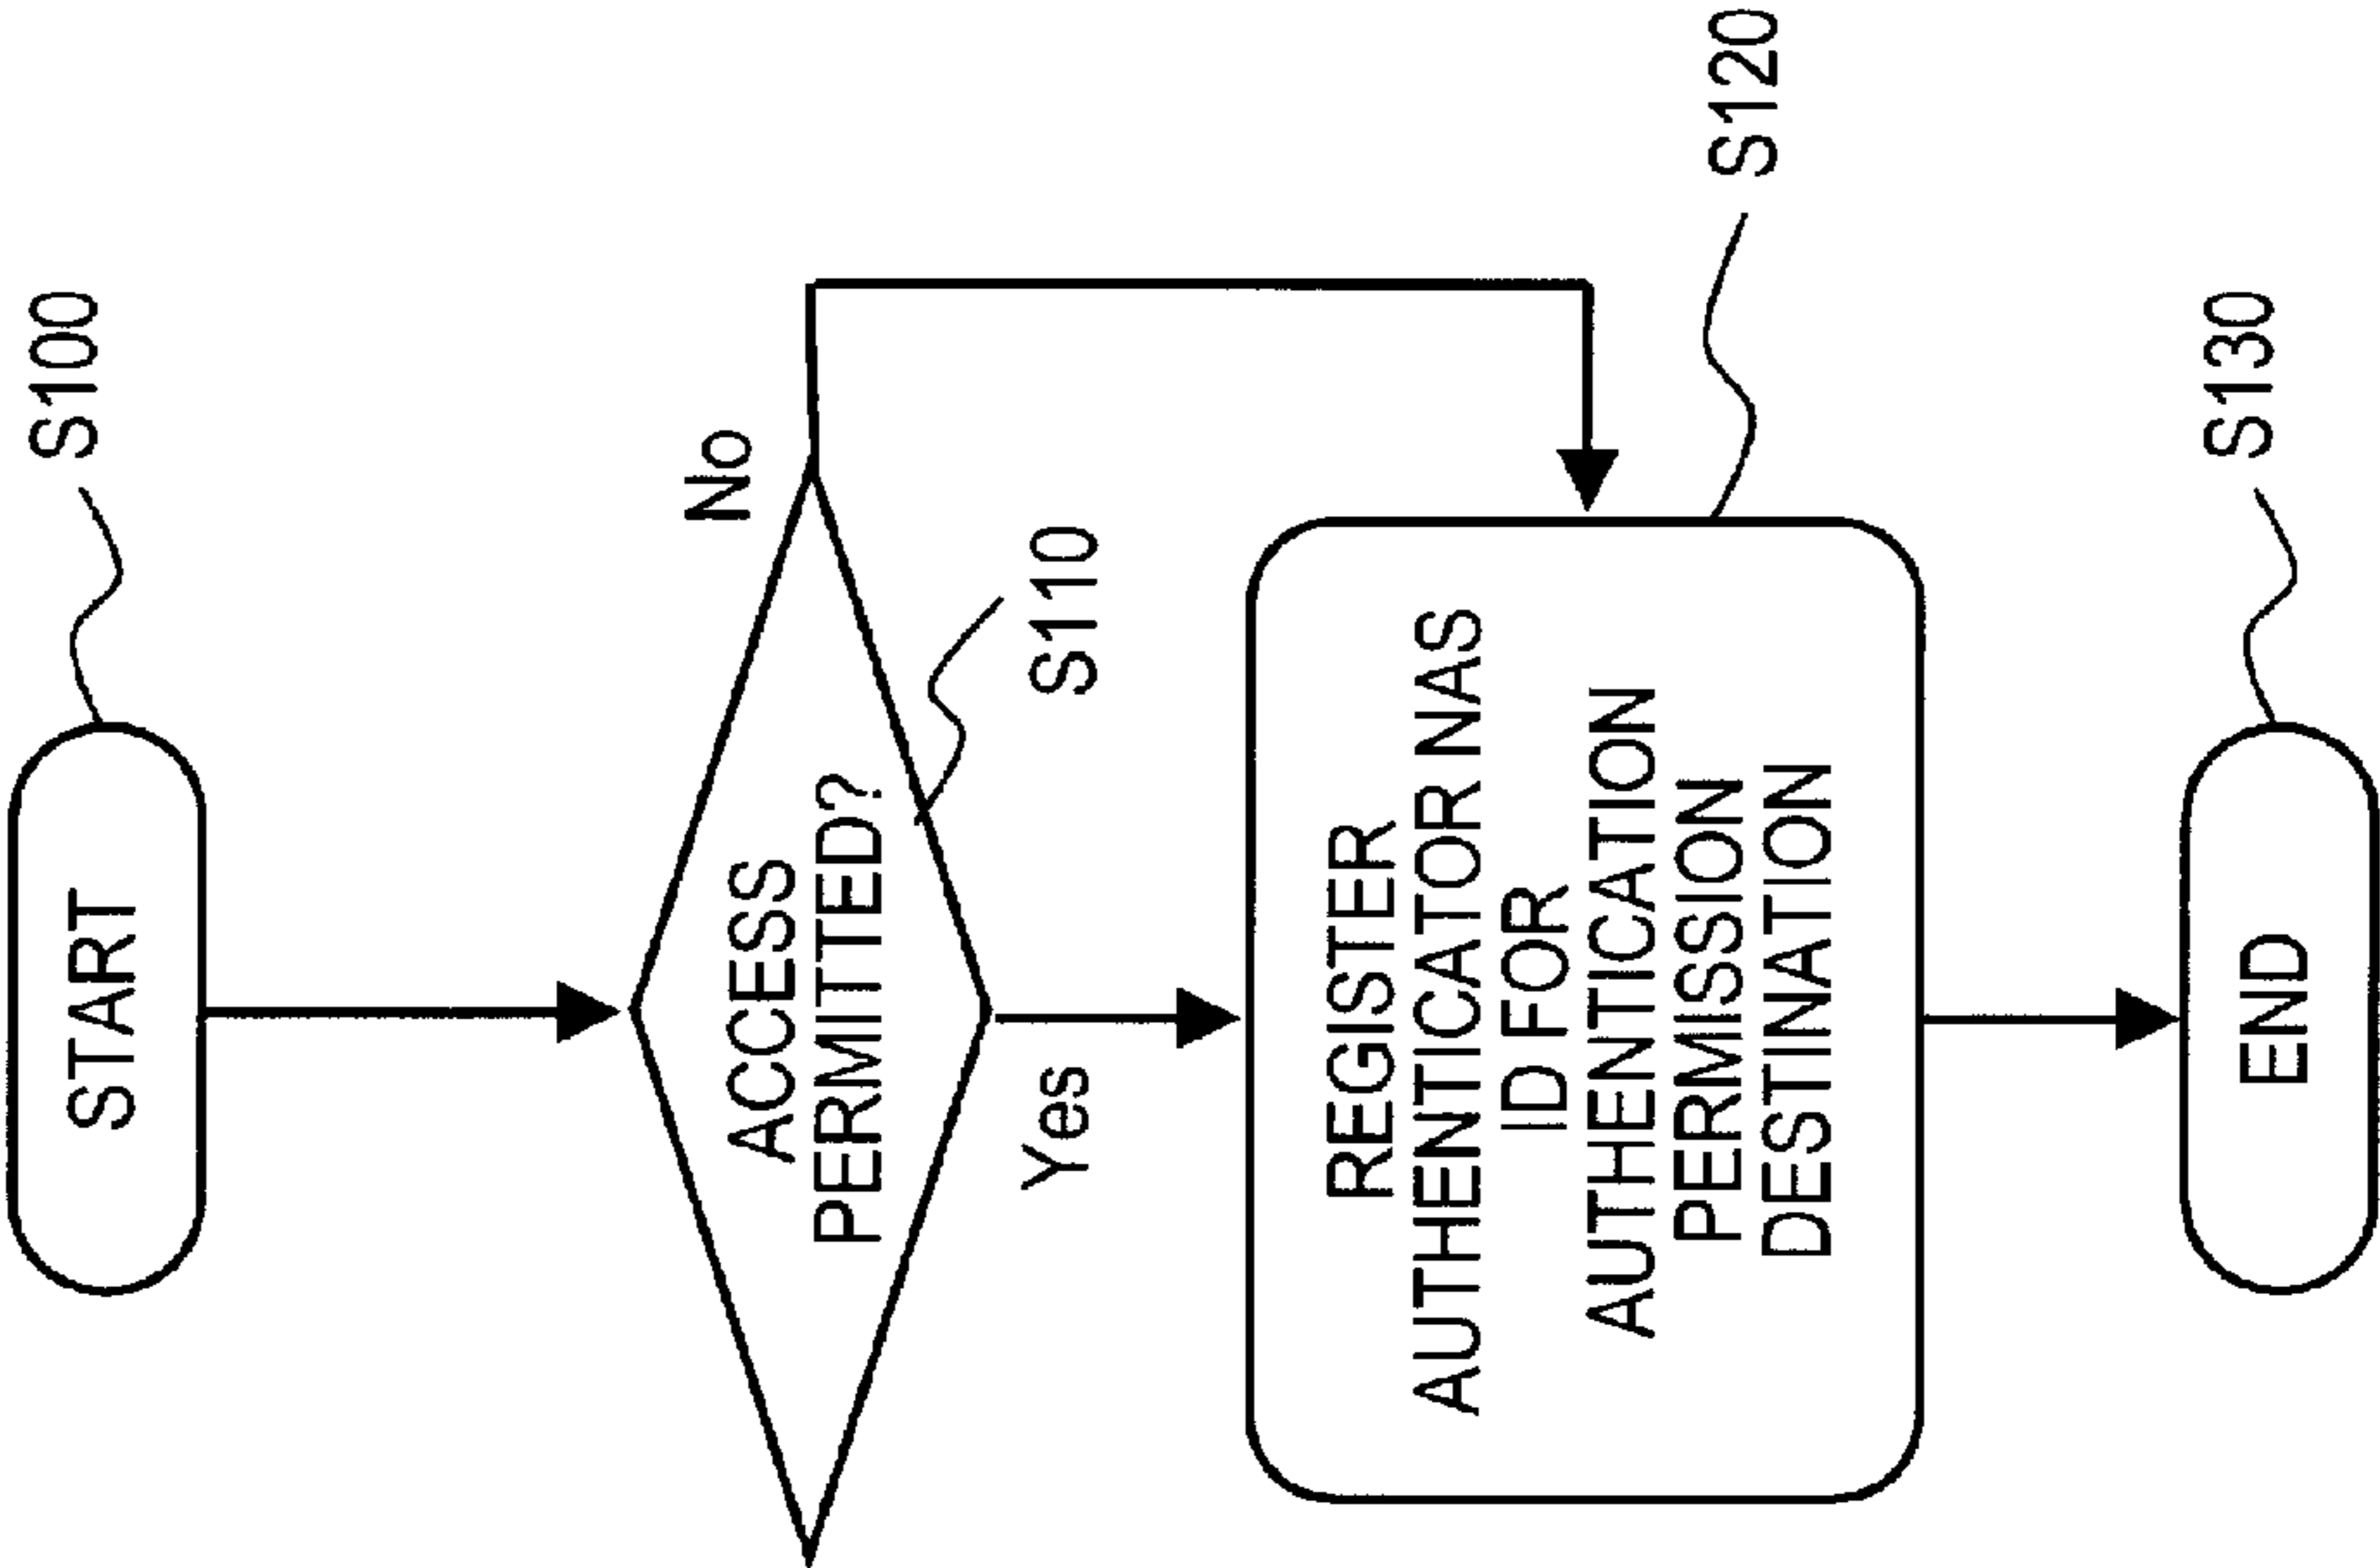 START
S100
ACCESS
PERMITTED?
No
S110
Yes
REGISTER
AUTHENTICATOR NAS
ID FOR
AUTHENTICATION
PERMISSION
DESTINATION
S120
END
S130